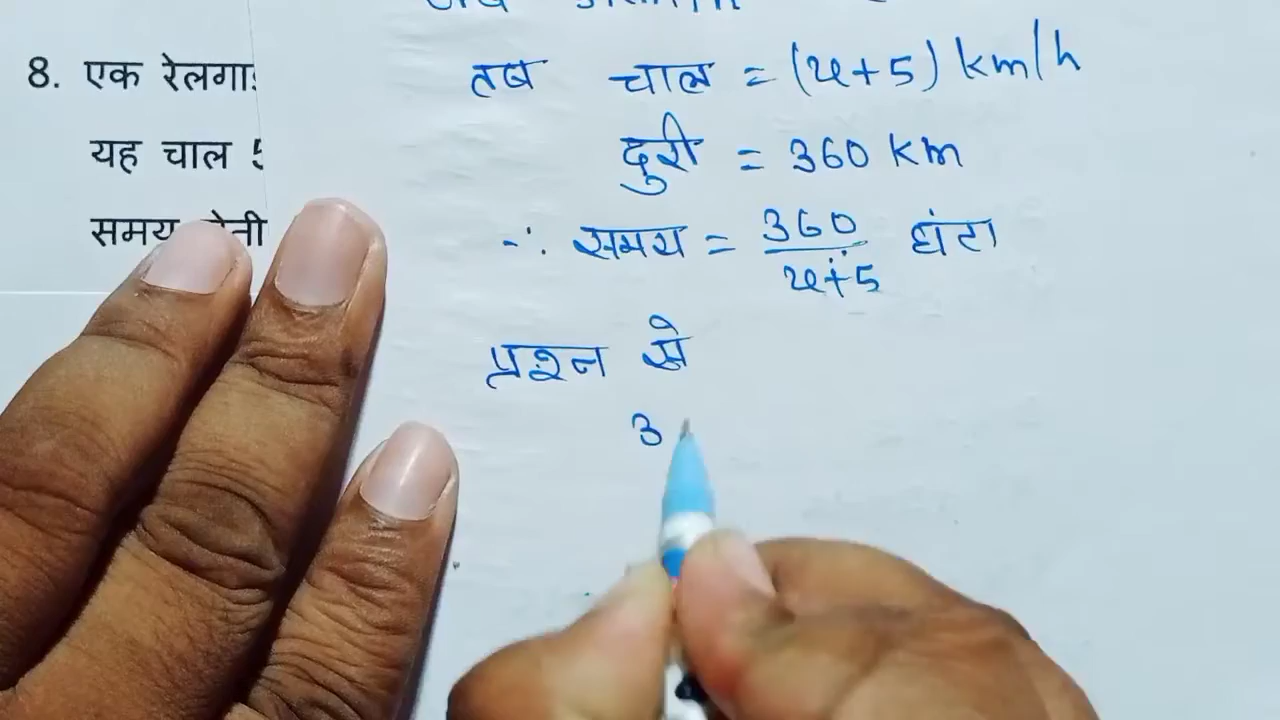 8. एक रेलगा
यह चाल 5
समय
तब चाल = (x+5) km/h
दुरी = 360 km
∴ समय = 360/x+5 घंटा
प्रश्न से
3